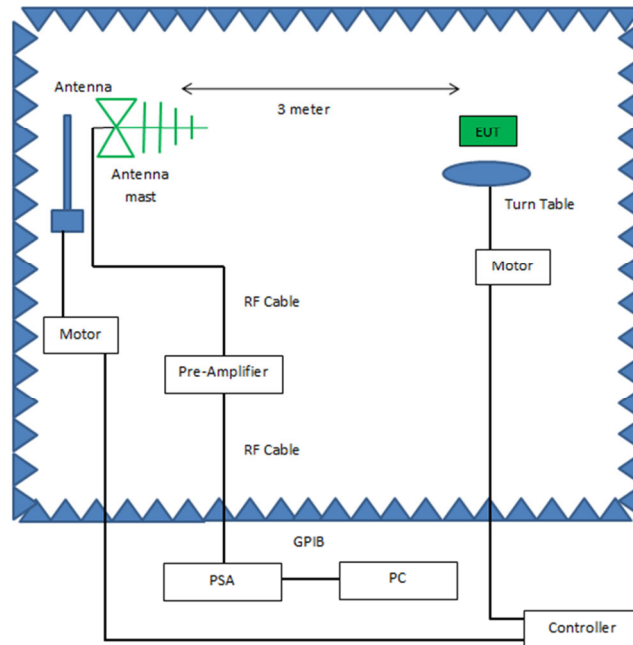 Antenna
3 meter
EUT
Antenna
mast
Turn Table
Motor
RF Cable
Motor
Pre-Amplifier
RF Cable
GPIB
PSA
PC
Controller